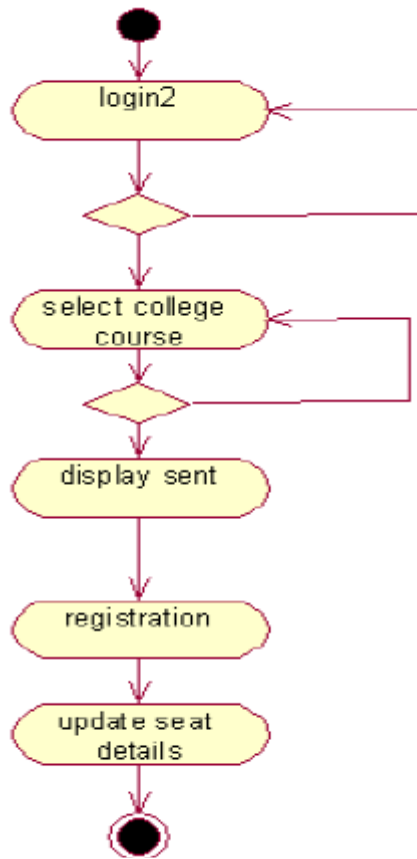 login2
select college
course
display sent
registration
update seat
details